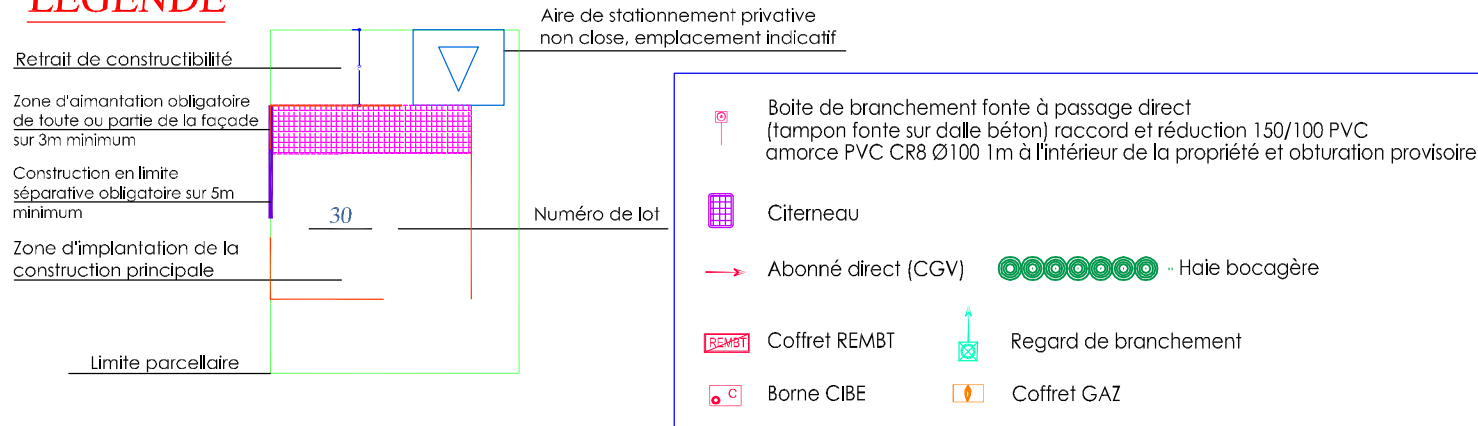 LEGENDE
Retrait de constructibilité
Zone d'aimantation obligatoire
de toute ou partie de la façade
sur 3m minimum
Construction en limite
séparative obligatoire sur 5m
minimum
Zone d'implantation de la
construction principale
Limite parcellaire
30
Aire de stationnement privative
non close, emplacement indicatif
Numéro de lot
Boite de branchement fonte à passage direct
(tampon fonte sur dalle béton) raccord et réduction 150/100 PVC
amorce PVC CR8 Ø100 1m à l'intérieur de la propriété et obturation provisoire
Citerneau
Abonné direct (CGV)
Haie bocagère
REMBT
Coffret REMBT
Regard de branchement
C
Borne CIBE
Coffret GAZ